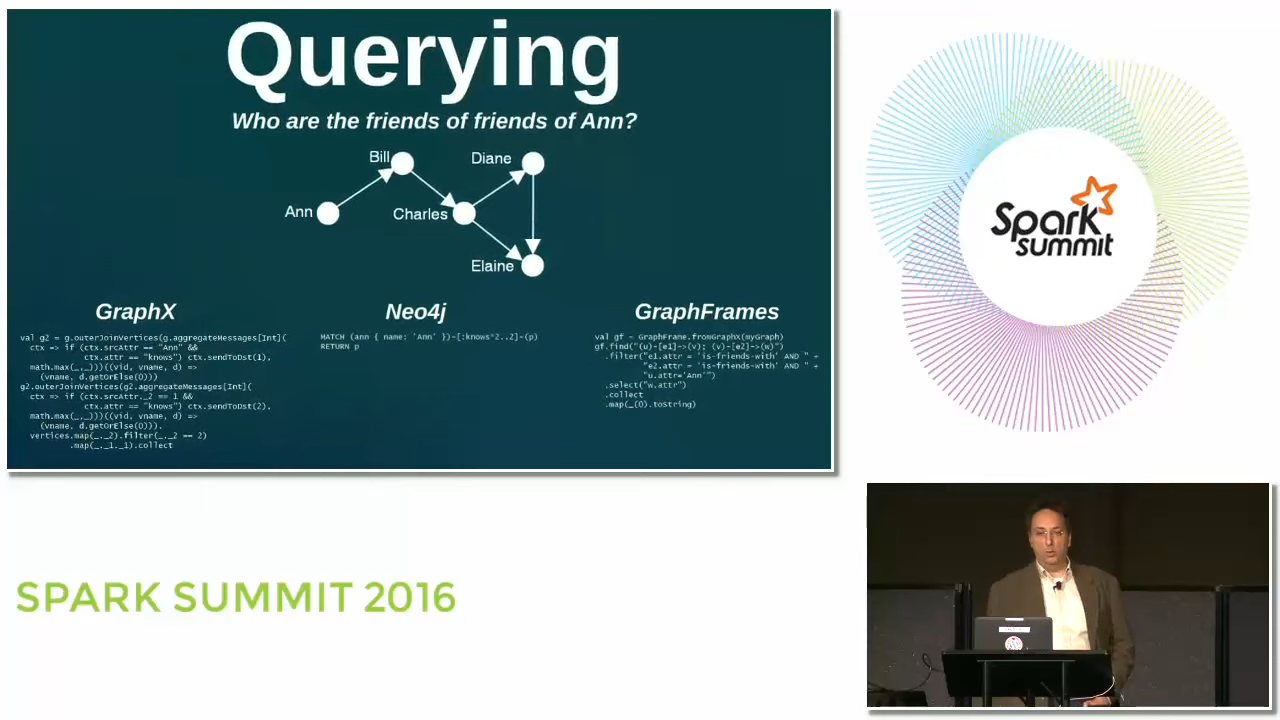 Querying
Who are the friends of friends of Ann?
Bill
Diane
Ann
Charles
Elaine
GraphX
val g2 = g.outerJoinVertices(g.aggregateMessages[Int](
ctx => if (ctx.srcAttr == "Ann" &&
ctx.attr == "knows") ctx.sendToDst(1),
math.max(_,_)))((vid, vname, d) =>
(vname, d.getOrElse(0)))
g2.outerJoinVertices(g2.aggregateMessages[Int](
ctx => if (ctx.srcAttr._2 == 1 &&
ctx.attr == "knows") ctx.sendToDst(2),
math.max(_,_)))((vid, vname, d) =>
(vname, d.getOrElse(0))).
vertices.map(_._2).filter(_._2 == 2)
.map(_._1._1).collect
Neo4j
MATCH (ann { name: 'Ann' })-[:knows*2..2]-(p)
RETURN p
GraphFrames
val gf = GraphFrame.fromGraphX(myGraph)
gf.find("(u)-[e1]->(v); (v)-[e2]->(w)")
.filter("e1.attr = 'is-friends-with' AND " +
"e2.attr = 'is-friends-with' AND " +
"u.attr='Ann'")
.select("w.attr")
.collect
.map(_(0).toString)
Spark
summit
SPARK SUMMIT 2016